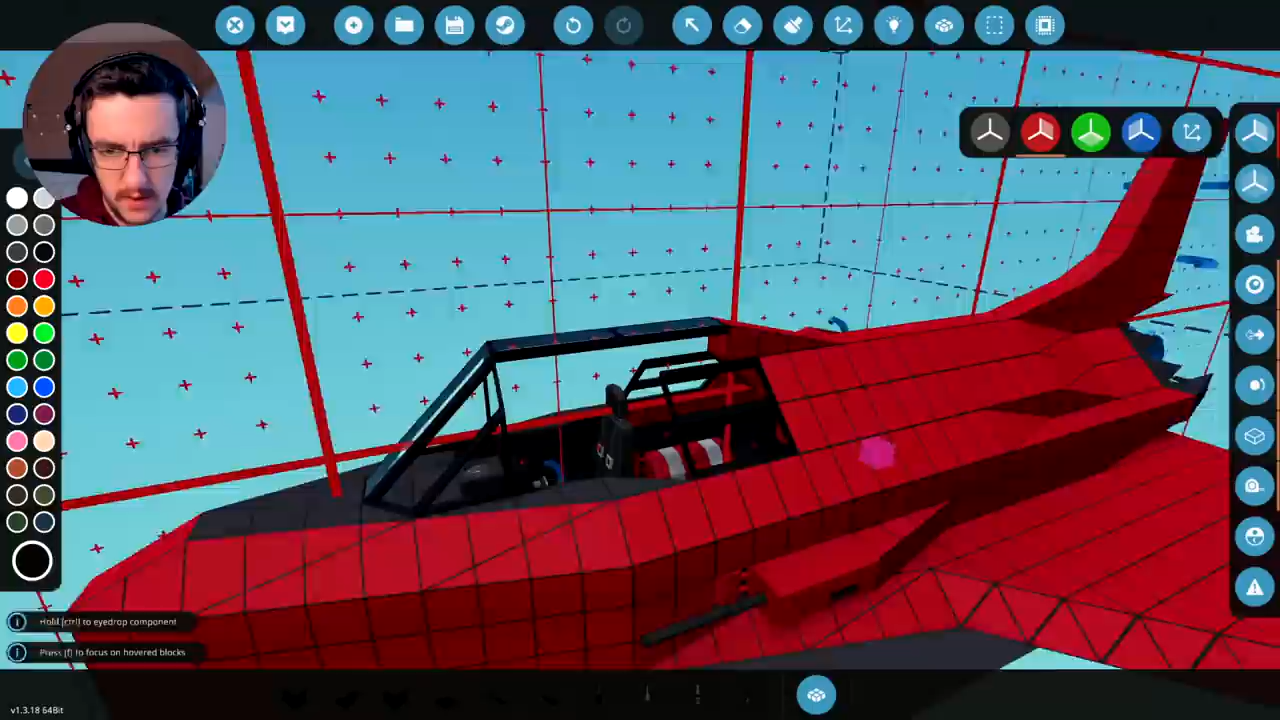 Hold [ctrl] to eyedrop component
Press [f] to focus on hovered blocks
v1.3.18 64Bit